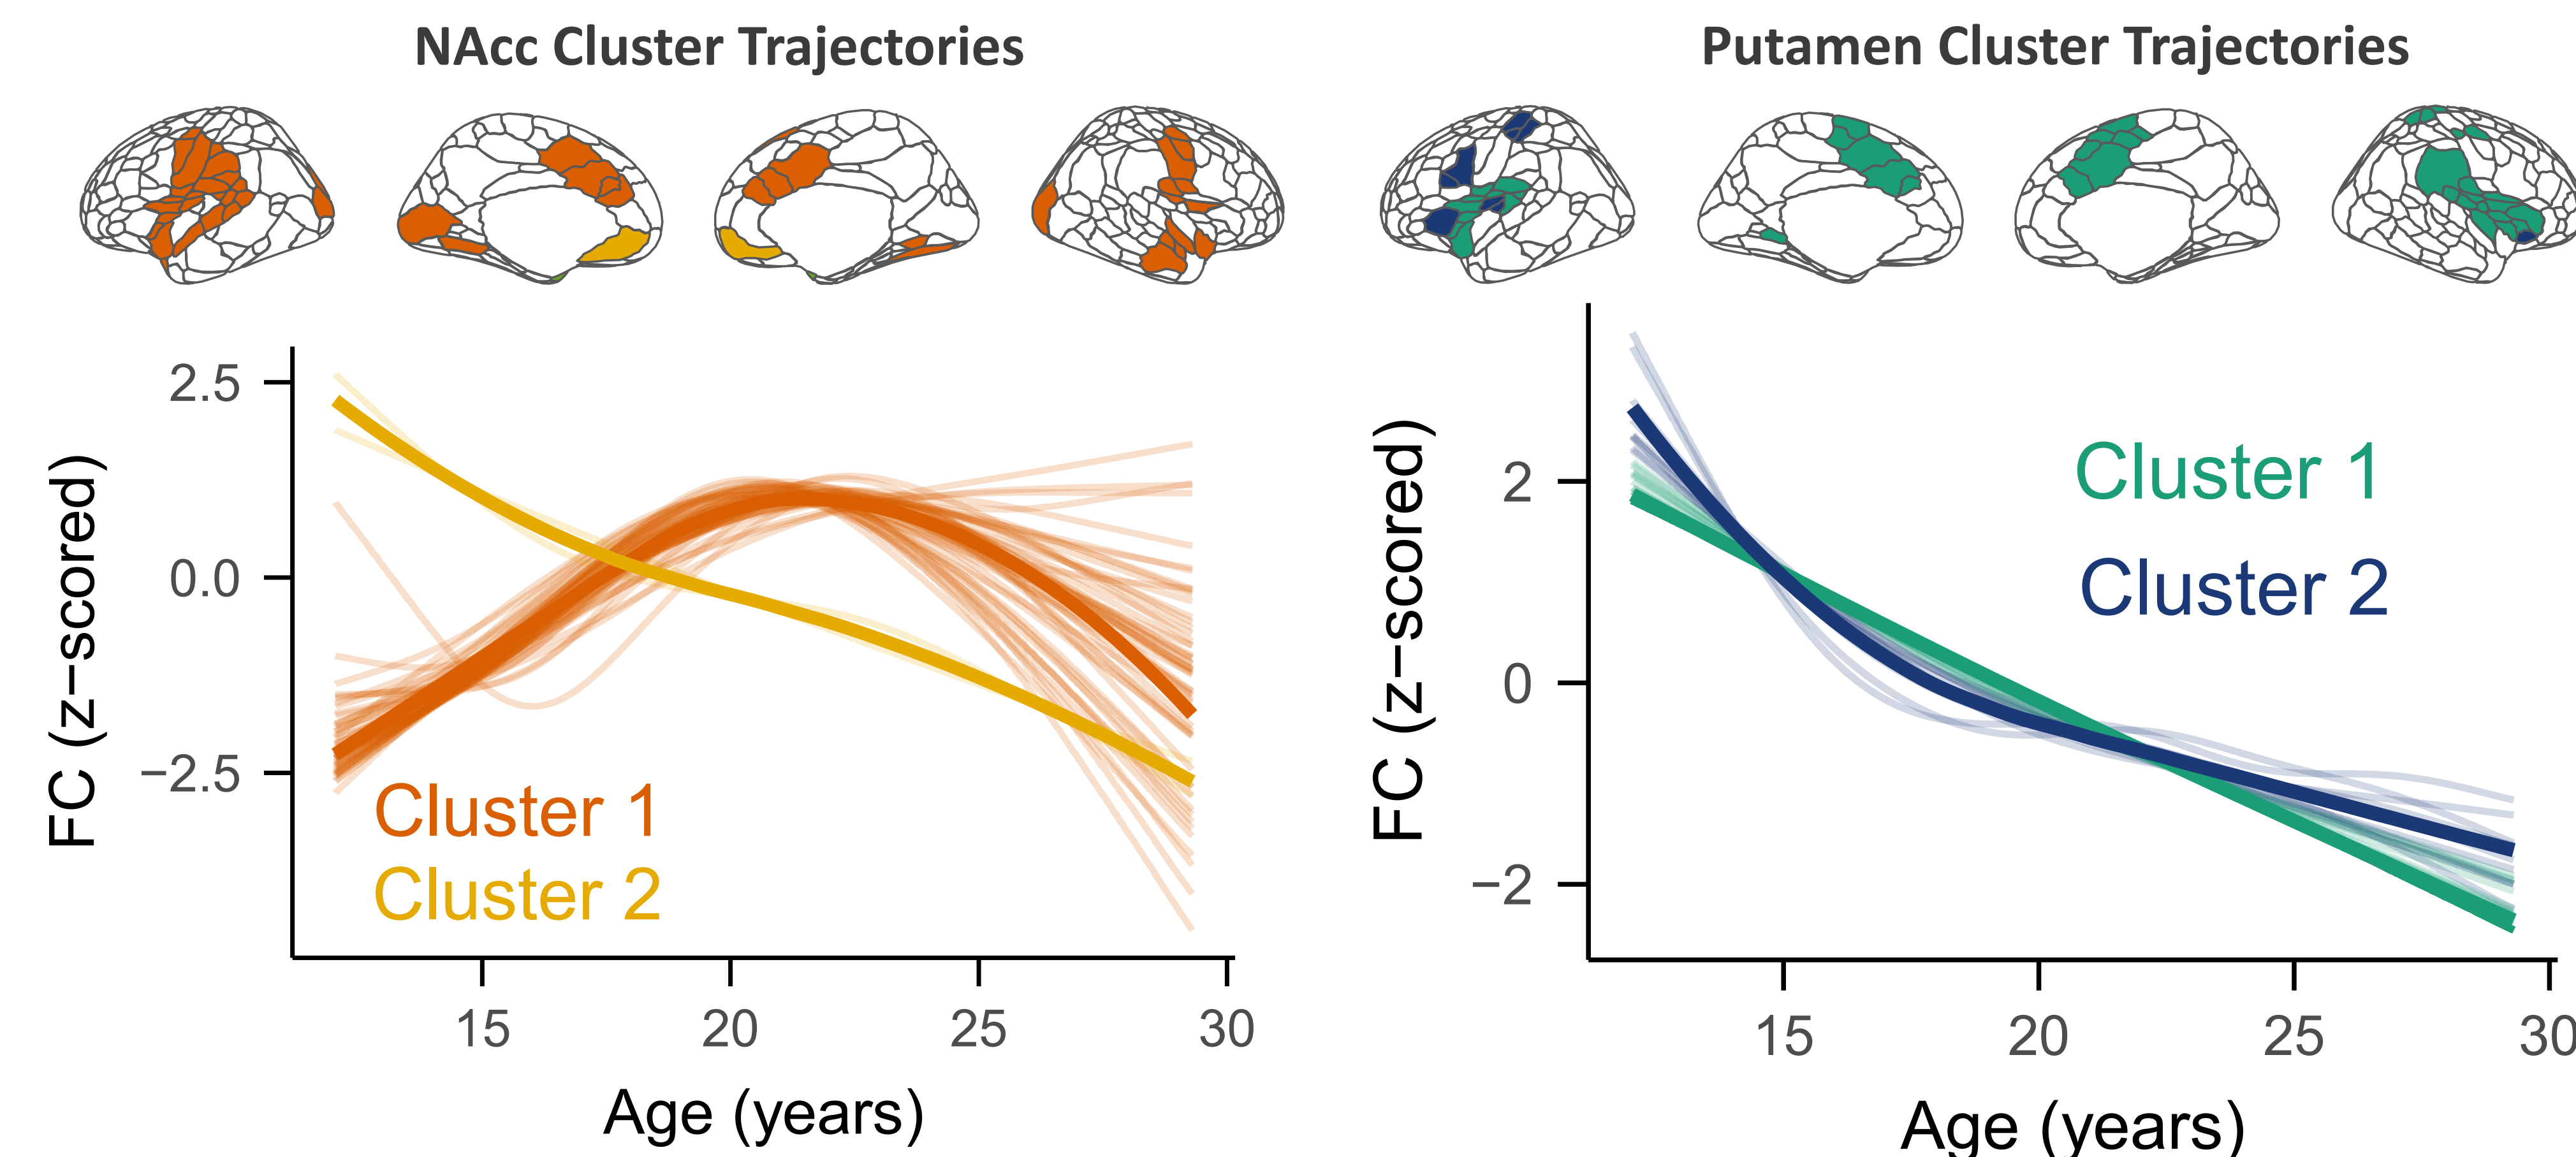 NAcc Cluster Trajectories
FC (z−scored)
2.5
0.0
−2.5
Cluster 1
Cluster 2
15 20 25 30
Age (years)
Putamen Cluster Trajectories
FC (z−scored)
2
0
−2
Cluster 1
Cluster 2
15 20 25 30
Age (years)